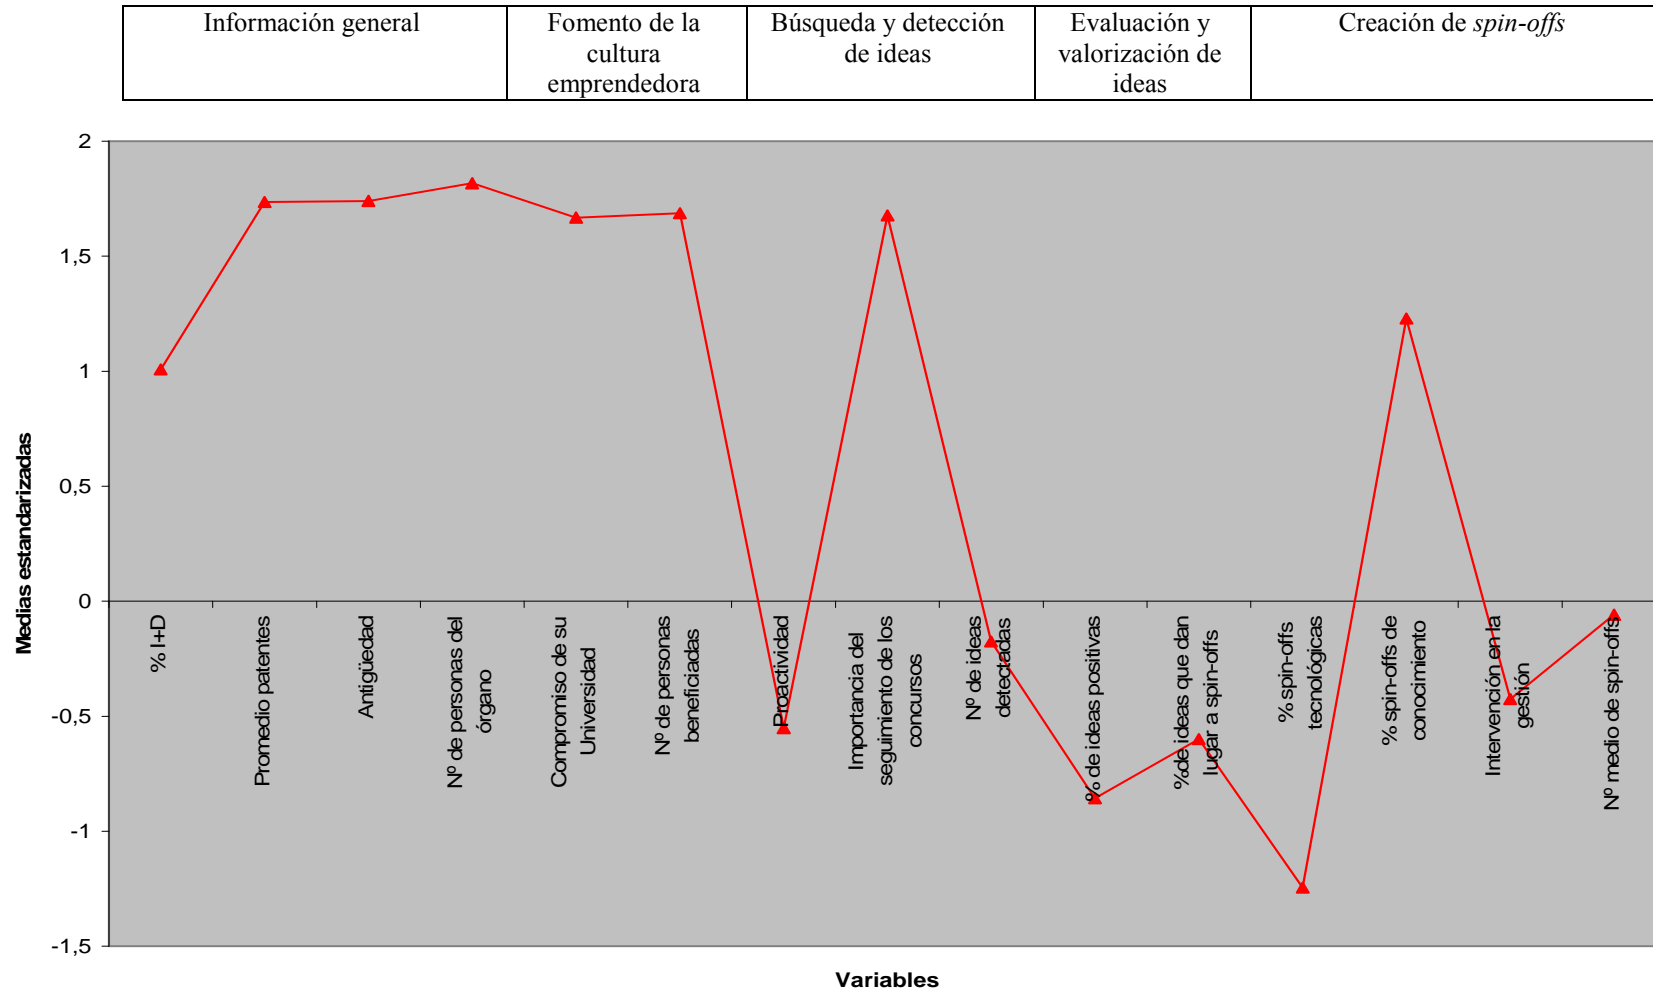 Información general
Fomento de la
cultura
emprendedora
Búsqueda y detección
de ideas
Evaluación y
valorización de
ideas
Creación de spin-offs
2
1,5
1
0,5
0
-0,5
-1
-1,5
Medias estandarizadas
% I+D
Promedio patentes
Antigüedad
Nº de personas del
órgano
Compromiso de su
Universidad
Nº de personas
beneficiadas
Proactividad
Importancia del
seguimiento de los
concursos
Nº de ideas
detectadas
% de ideas positivas
%de ideas que dan
lugar a spin-offs
% spin-offs
tecnológicas
% spin-offs de
conocimiento
Intervención en la
gestión
Nº medio de spin-offs
Variables